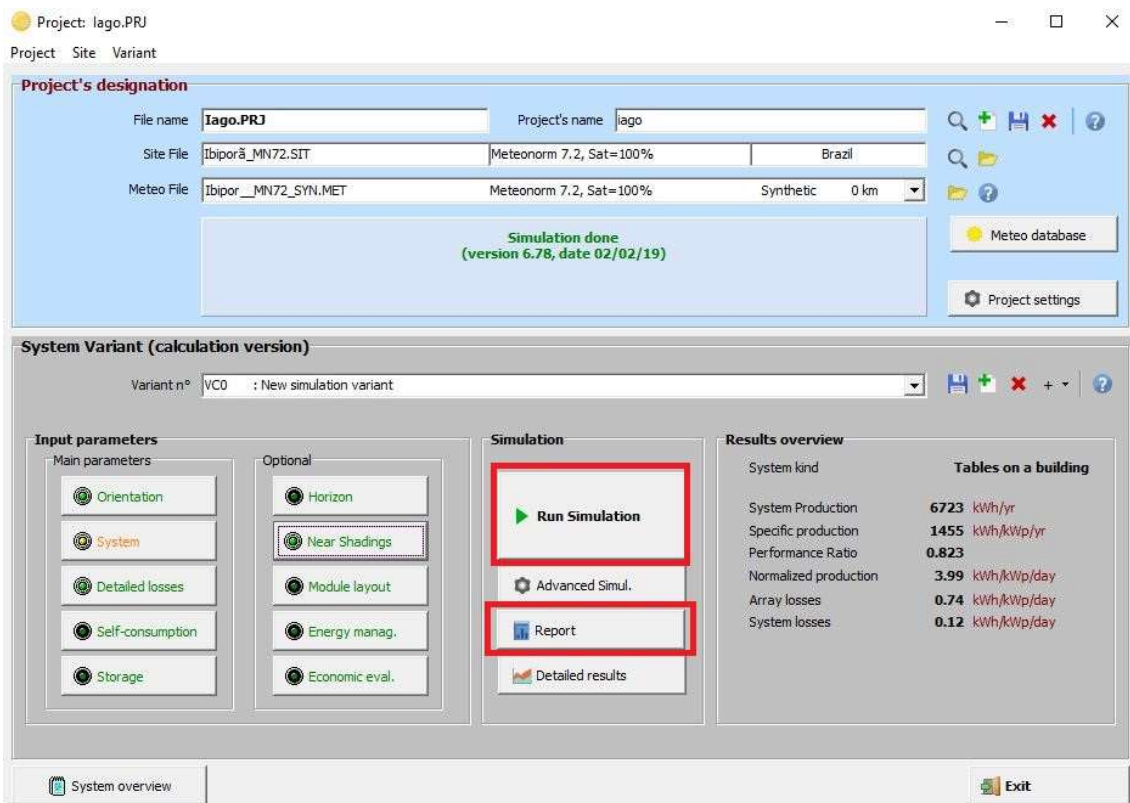 Project: Iago.PRJ
Project Site Variant
Project's designation
File name Iago.PRJ Project's name iago
Site File Ibiporã_MN72.SIT Meteonorm 7.2, Sat=100% Brazil
Meteo File Ibipor__MN72_SYN.MET Meteonorm 7.2, Sat=100% Synthetic 0 km
Simulation done
(version 6.78, date 02/02/19)
Meteo database
Project settings
System Variant (calculation version)
Variant n° VC0 : New simulation variant
Input parameters
Main parameters
Orientation
System
Detailed losses
Self-consumption
Storage
Optional
Horizon
Near Shadings
Module layout
Energy manag.
Economic eval.
Simulation
Run Simulation
Advanced Simul.
Report
Detailed results
Results overview
System kind Tables on a building
System Production 6723 kWh/yr
Specific production 1455 kWh/kWp/yr
Performance Ratio 0.823
Normalized production 3.99 kWh/kWp/day
Array losses 0.74 kWh/kWp/day
System losses 0.12 kWh/kWp/day
System overview
Exit